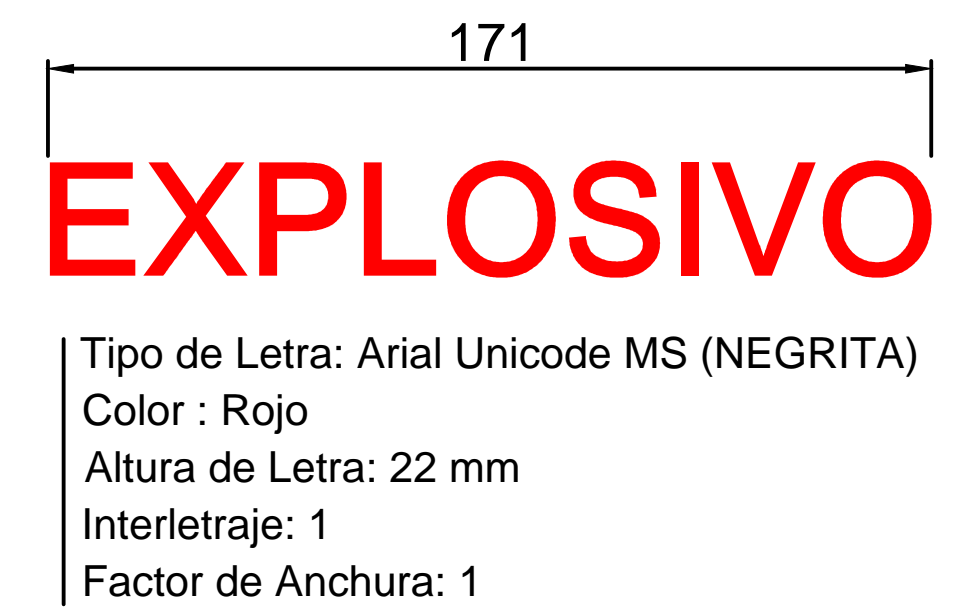 171
EXPLOSIVO
Tipo de Letra: Arial Unicode MS (NEGRITA)
Color : Rojo
Altura de Letra: 22 mm
Interletraje: 1
Factor de Anchura: 1